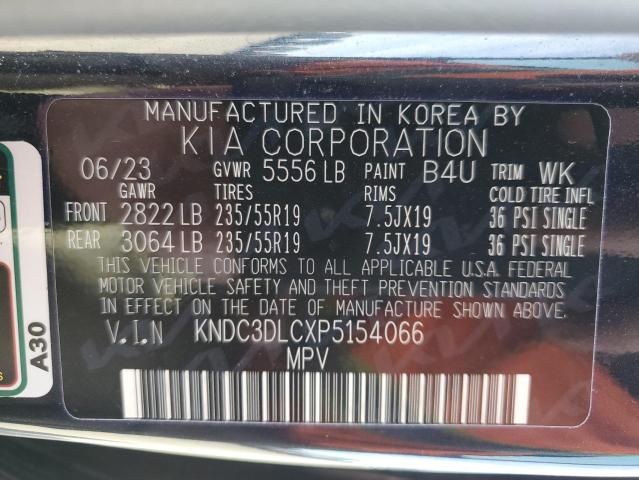 MANUFACTURED IN KOREA BY
KIA CORPORATION
06/23 GVWR 5556 LB PAINT B4U TRIM WK
GAWR TIRES RIMS COLD TIRE INFL
FRONT 2822 LB 235/55R19 7.5JX19 36 PSI SINGLE
REAR 3064 LB 235/55R19 7.5JX19 36 PSI SINGLE
THIS VEHICLE CONFORMS TO ALL APPLICABLE U.S.A. FEDERAL
MOTOR VEHICLE SAFETY AND THEFT PREVENTION STANDARDS
IN EFFECT ON THE DATE OF MANUFACTURE SHOWN ABOVE.
V.I.N KNDC3DLCXP5154066
MPV
A30